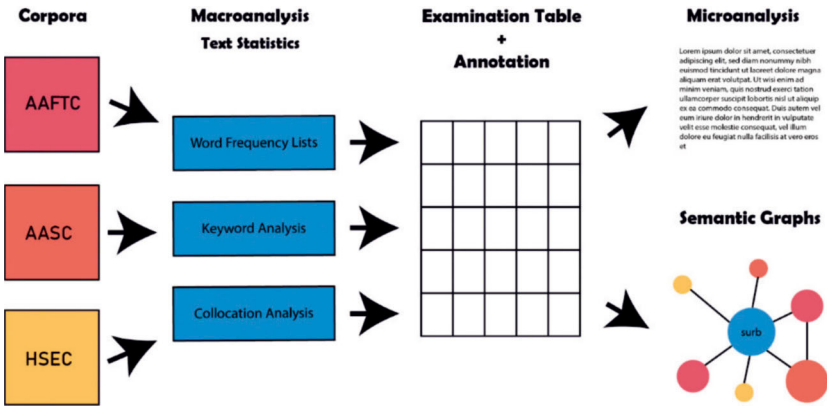 Corpora
AAFTC
AASC
HSEC
Macroanalysis
Text Statistics
Word Frequency Lists
Keyword Analysis
Collocation Analysis
Examination Table
+
Annotation
Microanalysis
Lorem ipsum dolor sit amet, consectetuer
adipiscing elit, sed diam nonummy nibh
euismod tincidunt ut laoreet dolore magna
aliquam erat volutpat. Ut wisi enim ad
minim veniam, quis nostrud exerci tation
ullamcorper suscipit lobortis nisl ut aliquip
ex ea commodo consequat. Duis autem vel
eum iriure dolor in hendrerit in vulputate
velit esse molestie consequat, vel illum
dolore eu feugiat nulla facilisis at vero eros
et
Semantic Graphs
surb